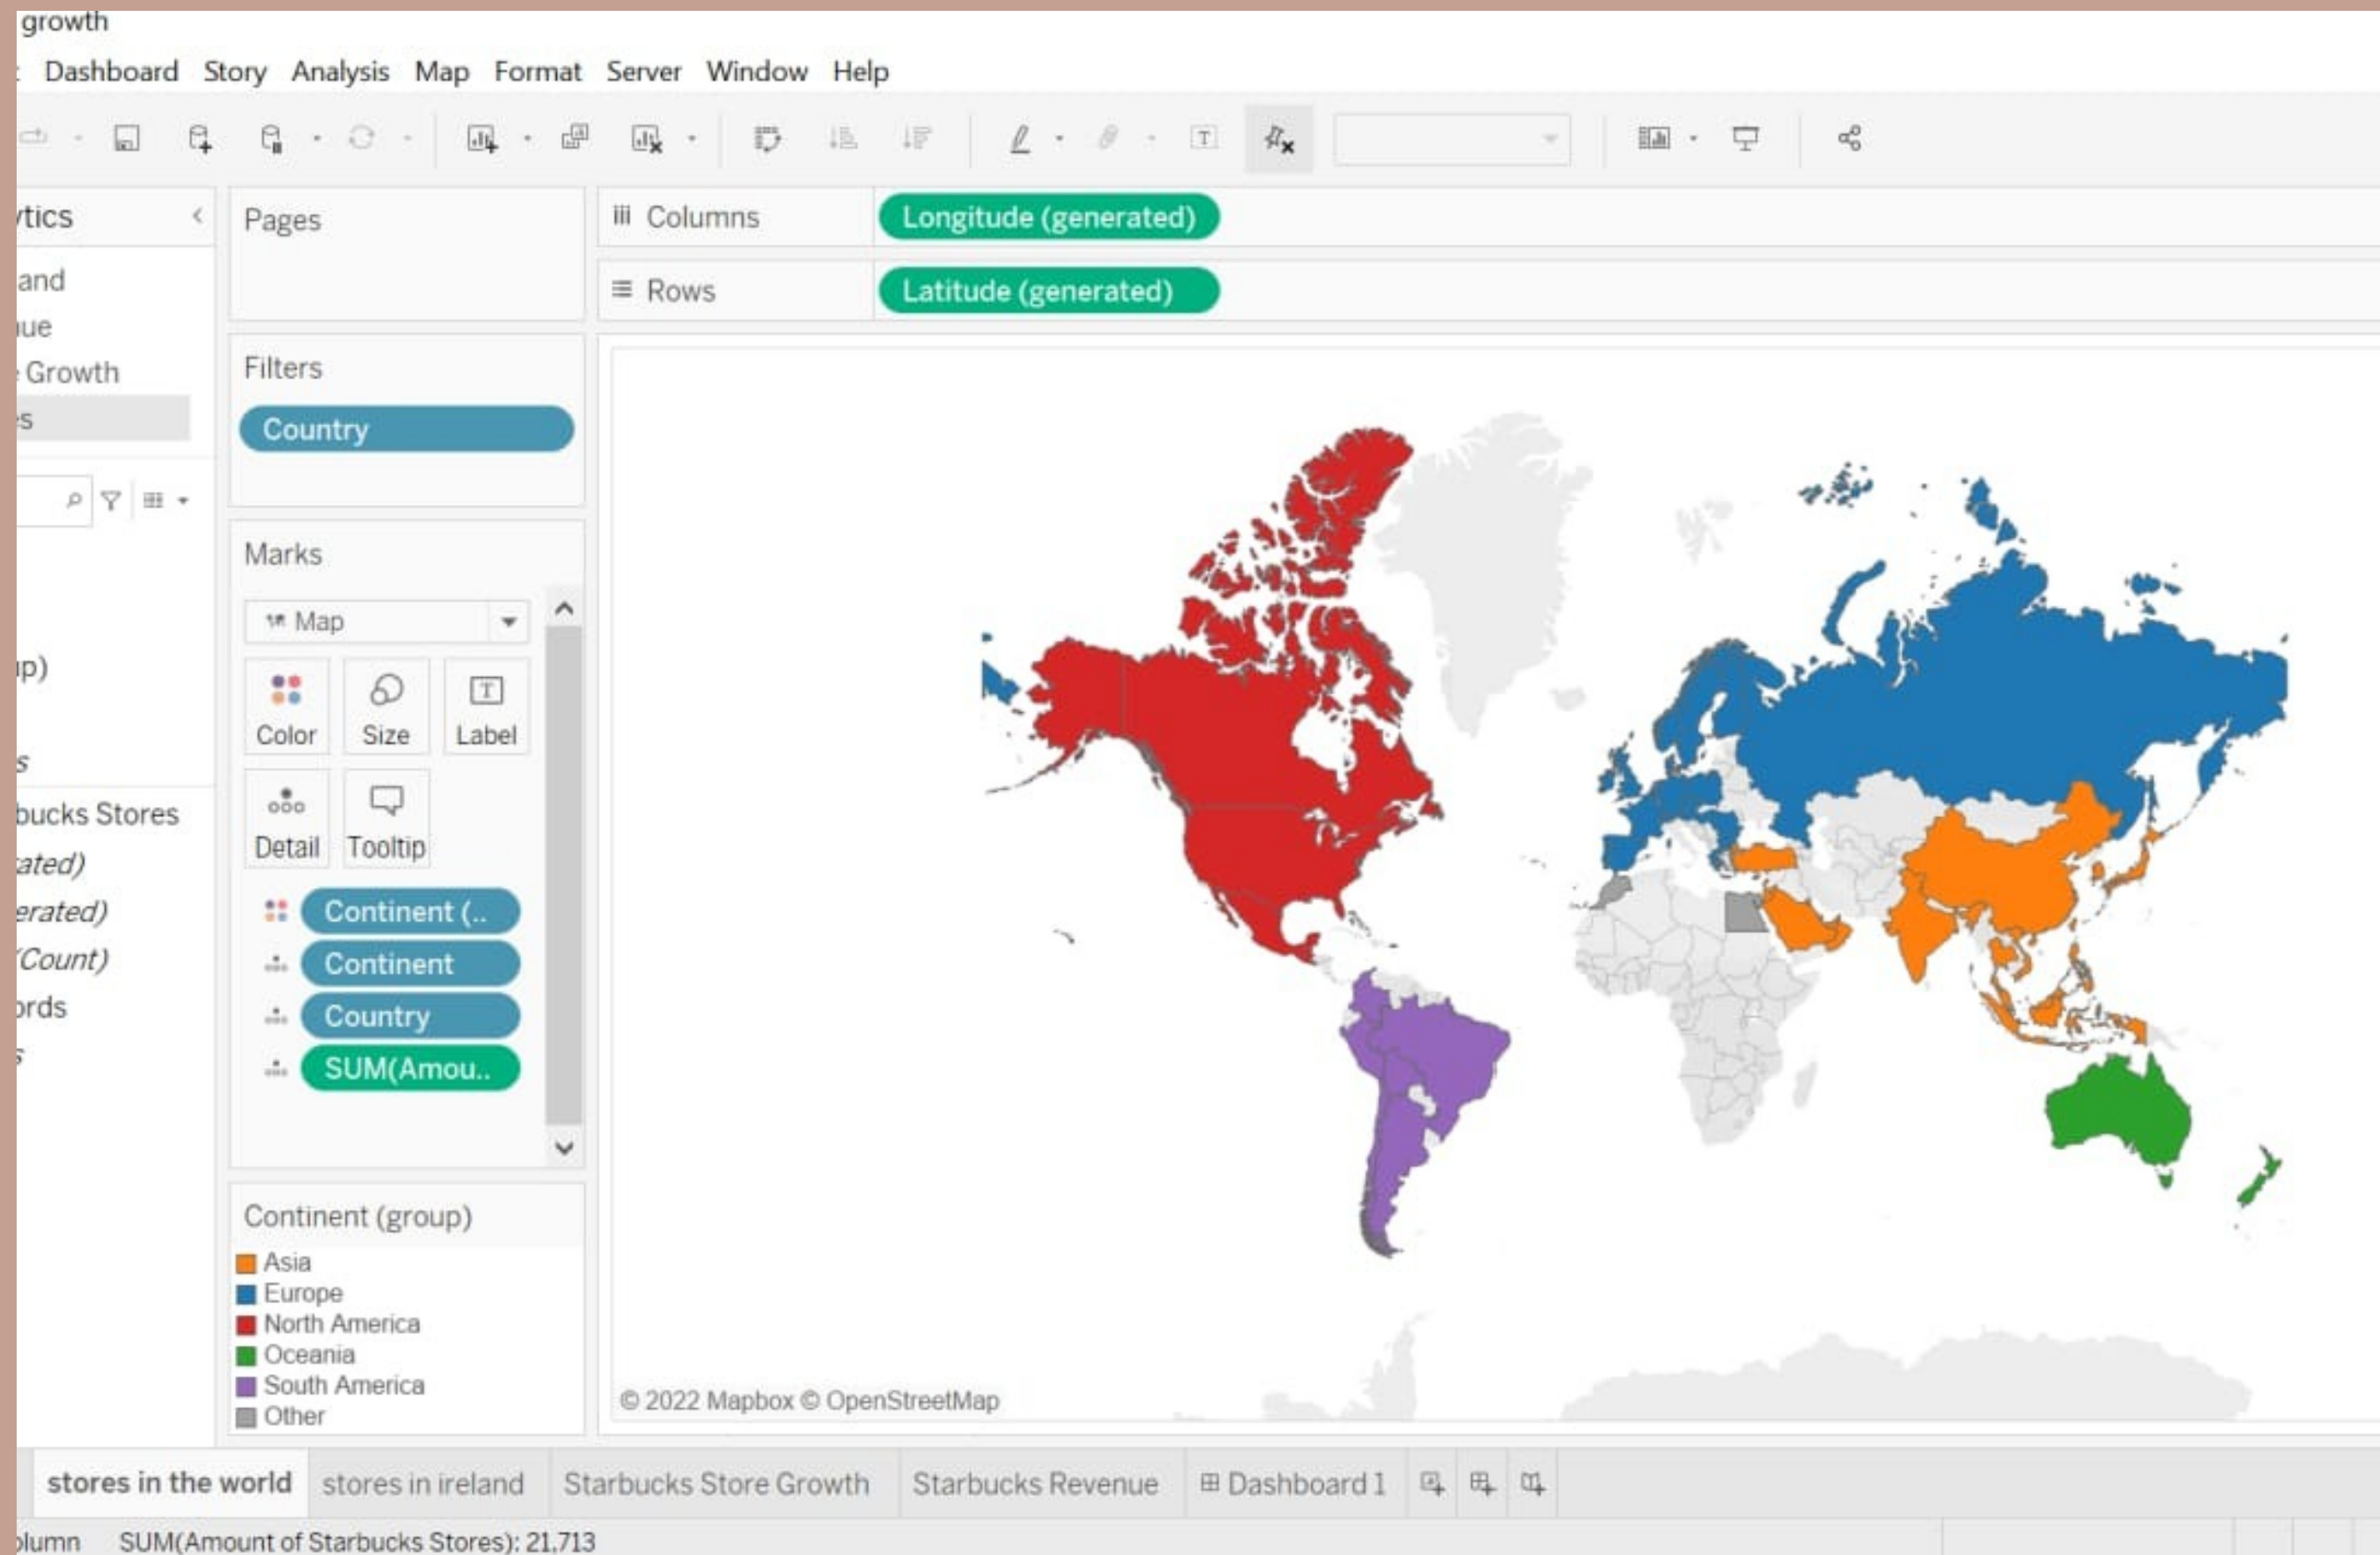 growth
Dashboard Story Analysis Map Format Server Window Help
Pages
iii Columns
Longitude (generated)
and
Rows
Latitude (generated)
Growth
Filters
Country
Marks
Map
Color Size Label
Detail Tooltip
bucks Stores
Continent (..
Continent
(Count)
Country
SUM(Amou..
Continent (group)
Asia
Europe
North America
Oceania
South America
Other
© 2022 Mapbox © OpenStreetMap
stores in the world stores in ireland Starbucks Store Growth Starbucks Revenue Dashboard 1
SUM(Amount of Starbucks Stores): 21,713